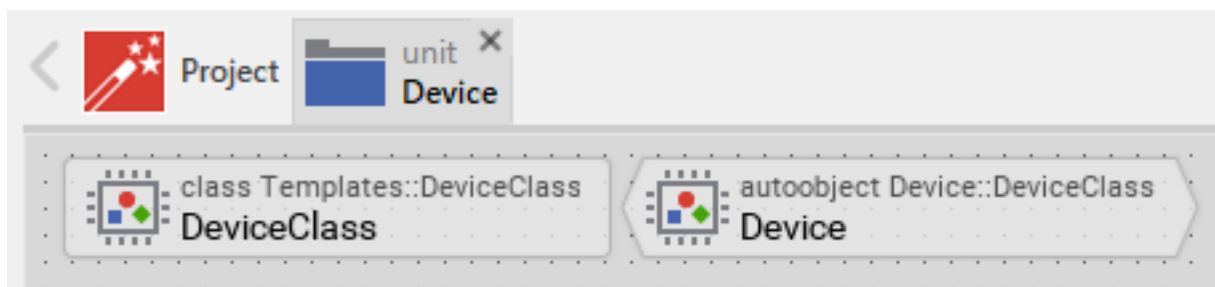 Project
unit
Device
class Templates::DeviceClass
DeviceClass
autoobject Device::DeviceClass
Device